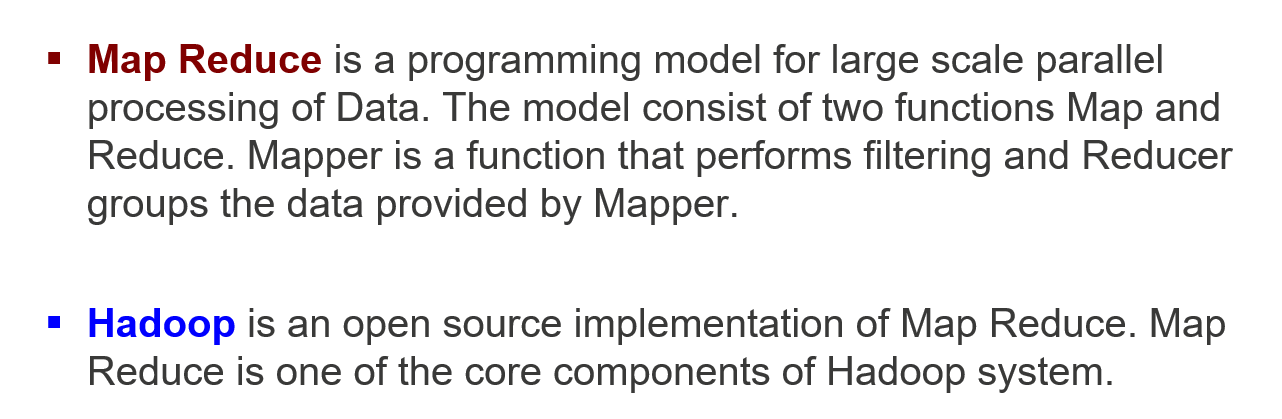 ▪ Map Reduce is a programming model for large scale parallel
processing of Data. The model consist of two functions Map and
Reduce. Mapper is a function that performs filtering and Reducer
groups the data provided by Mapper.
▪ Hadoop is an open source implementation of Map Reduce. Map
Reduce is one of the core components of Hadoop system.